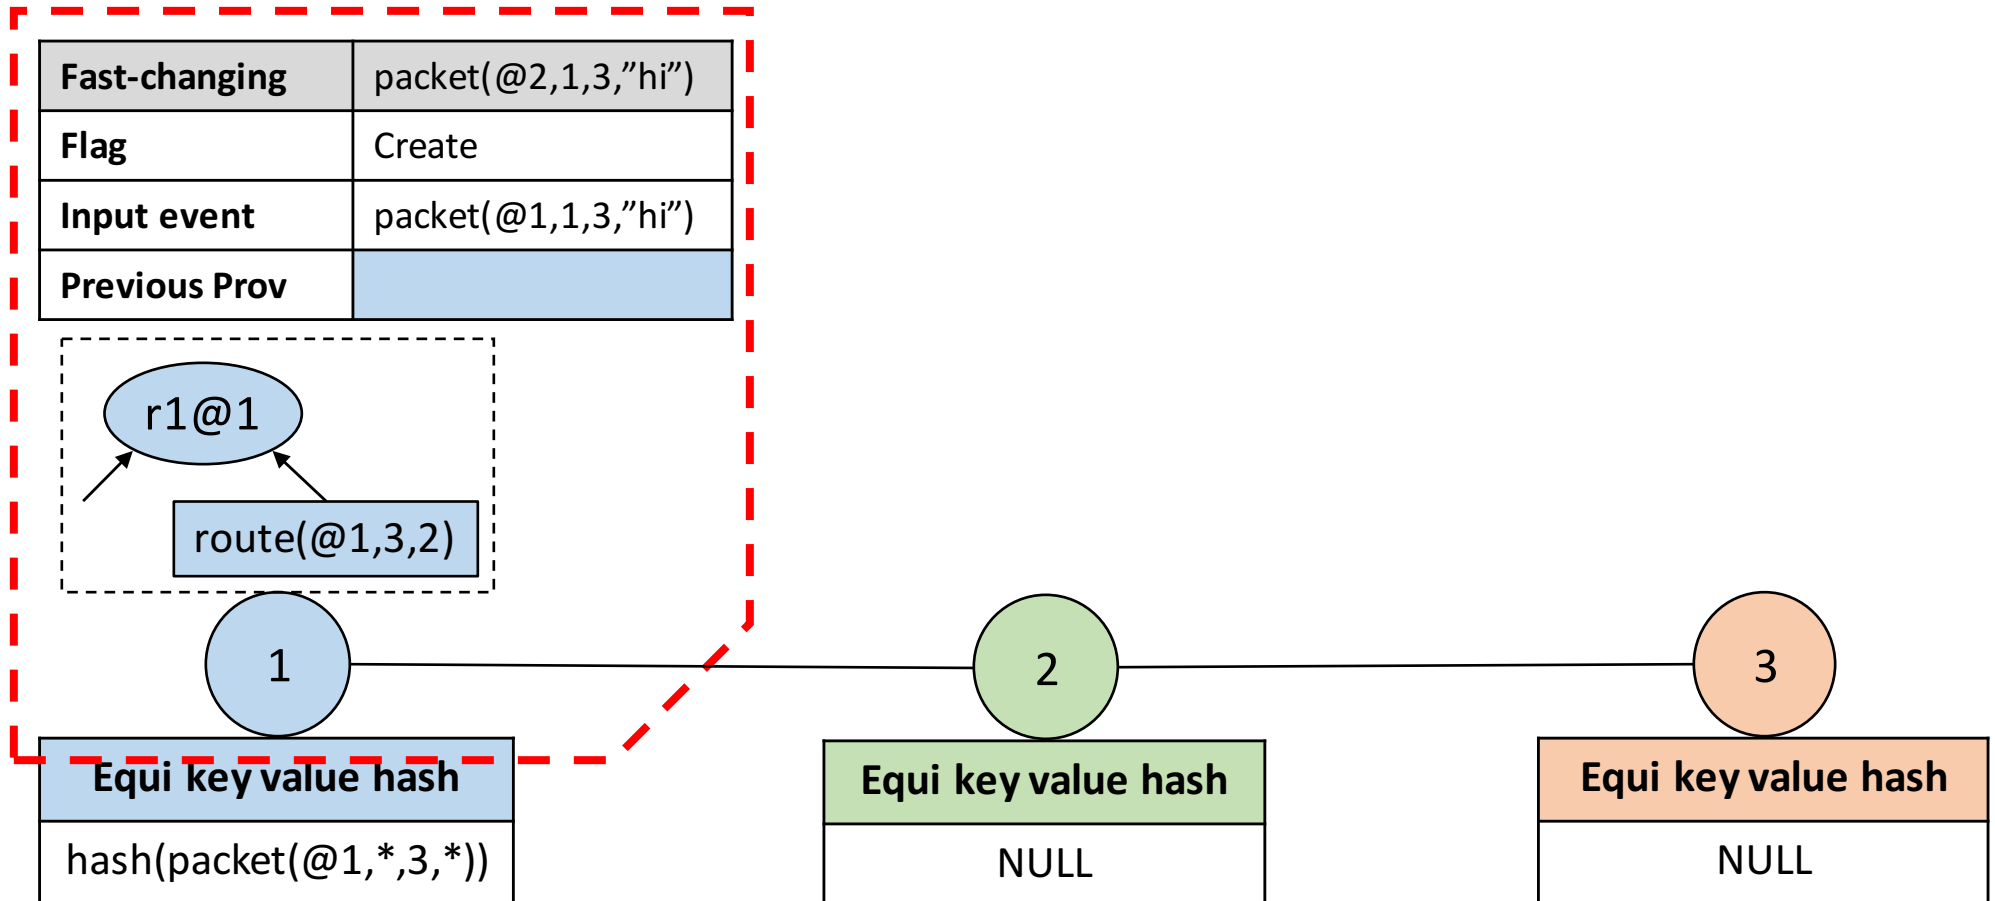 Fast-changing packet(@2,1,3,”hi”)
Flag Create
Input event packet(@1,1,3,”hi”)
Previous Prov
r1@1
route(@1,3,2)
1 2 3
Equi key value hash Equi key value hash Equi key value hash
hash(packet(@1,*,3,*)) NULL NULL